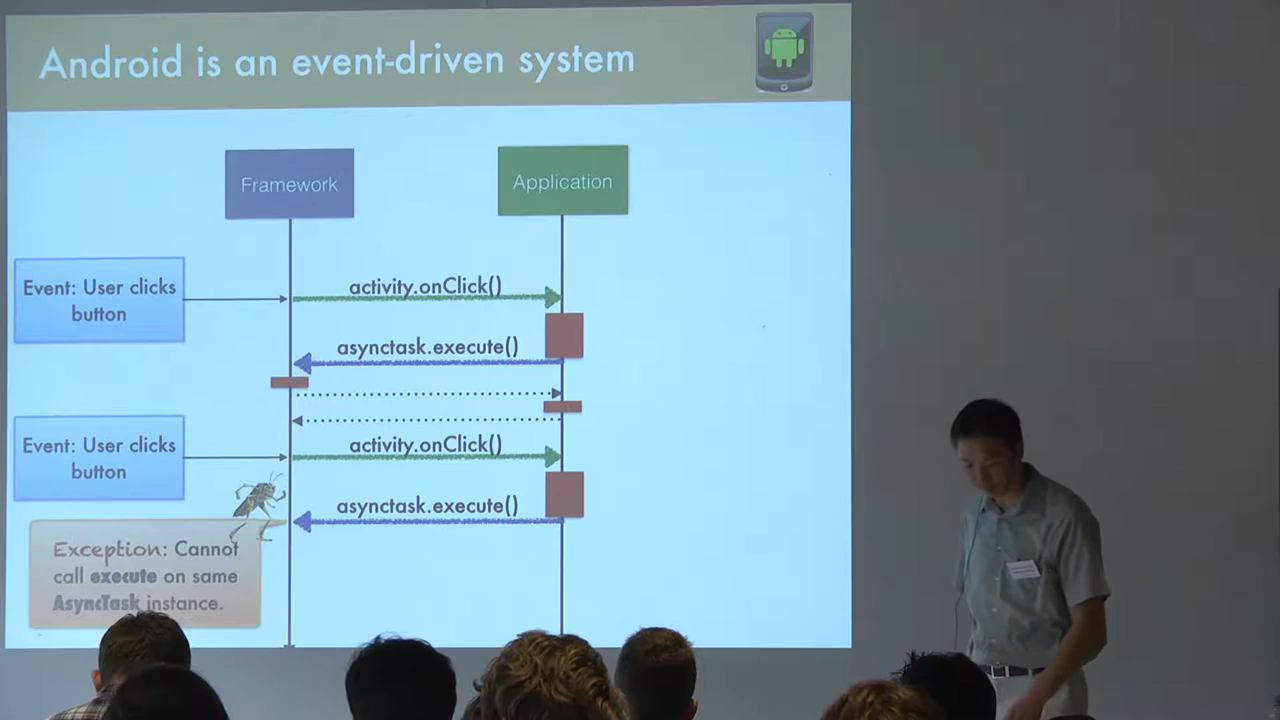 Android is an event-driven system
Framework
Application
Event: User clicks
button
activity.onClick()
asynctask.execute()
Event: User clicks
button
activity.onClick()
asynctask.execute()
Exception: Cannot
call execute on same
AsyncTask instance.